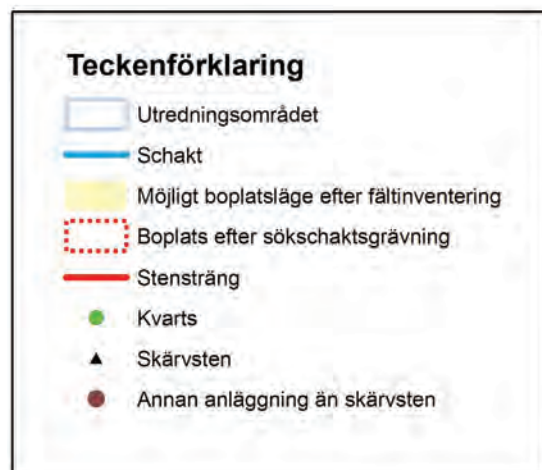 Teckenförklaring
Utredningsområdet
Schakt
Möjligt boplatsläge efter fältinventering
Boplats efter sökschaktsgrävning
Stensträng
Kvarts
Skärvsten
Annan anläggning än skärvsten